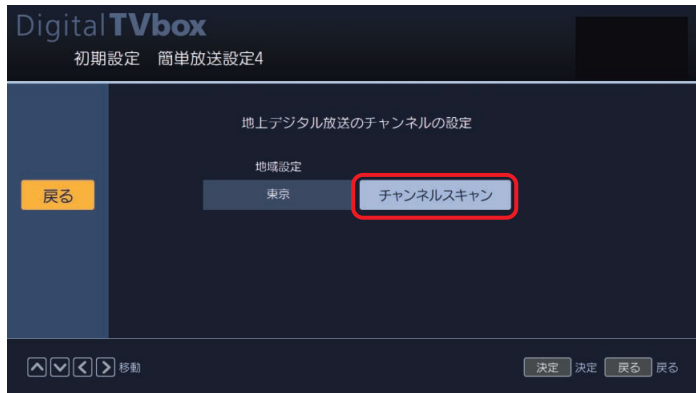 Digital TVbox
初期設定 簡単放送設定4
地上デジタル放送のチャンネルの設定
地域設定
戻る
東京
チャンネルスキャン
移動
決定 決定 戻る 戻る